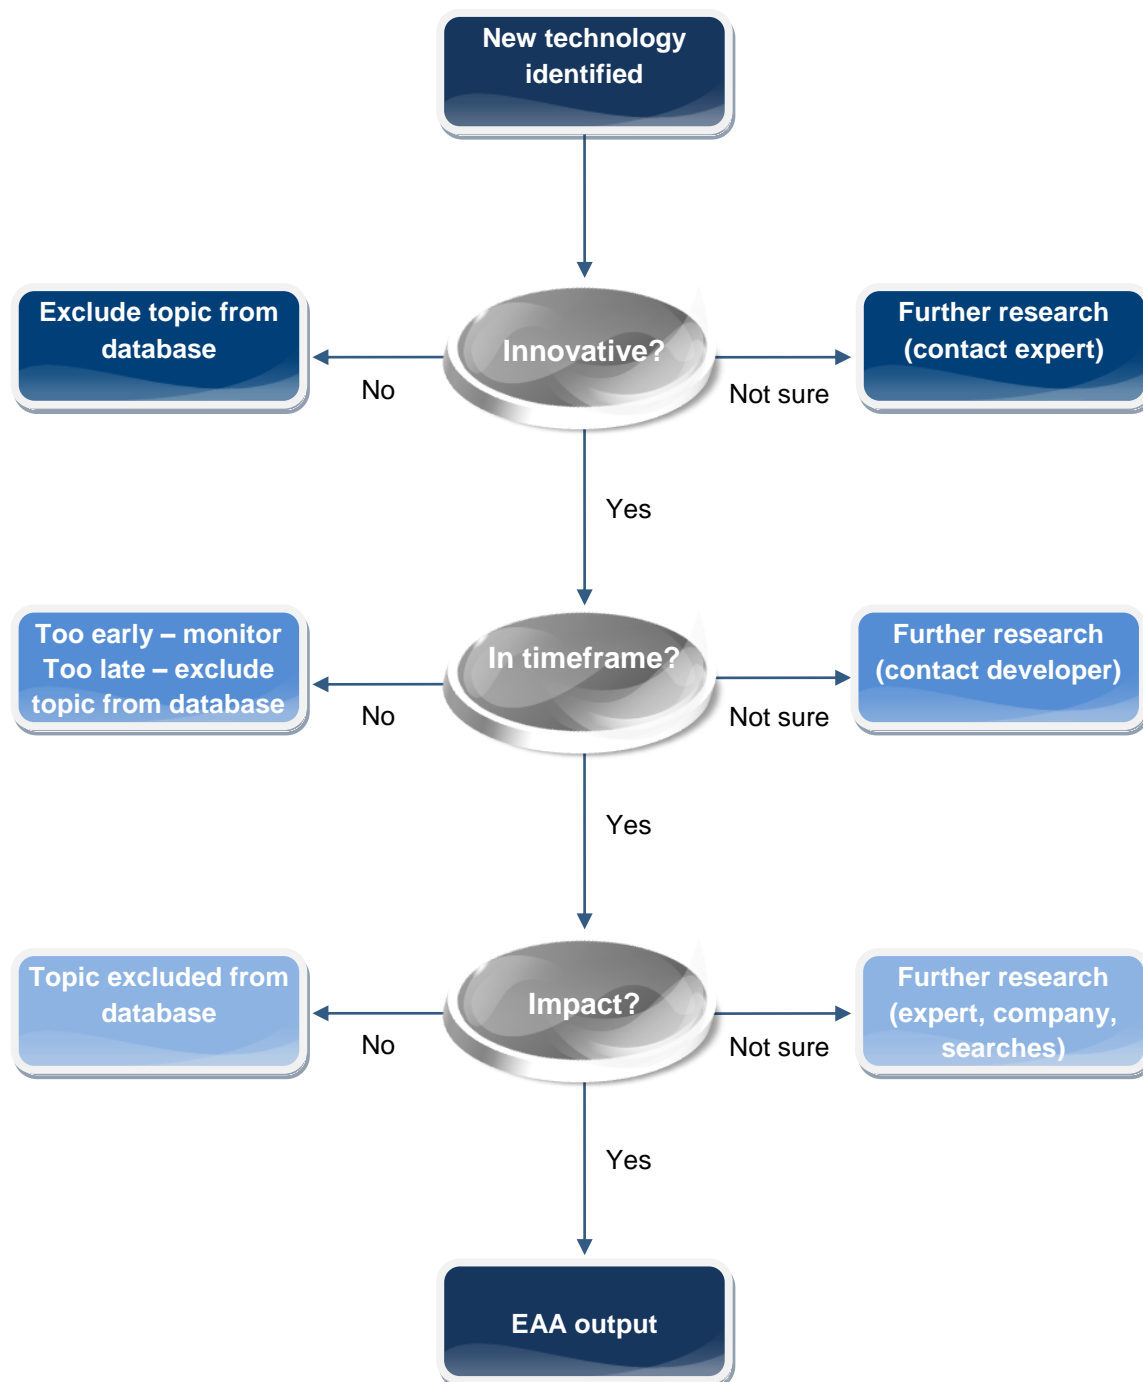 New technology
identified
Exclude topic from
database
Innovative?
Further research
(contact expert)
No
Not sure
Yes
Too early – monitor
Too late – exclude
topic from database
In timeframe?
Further research
(contact developer)
No
Not sure
Yes
Topic excluded from
database
Impact?
Further research
(expert, company,
searches)
No
Not sure
Yes
EAA output